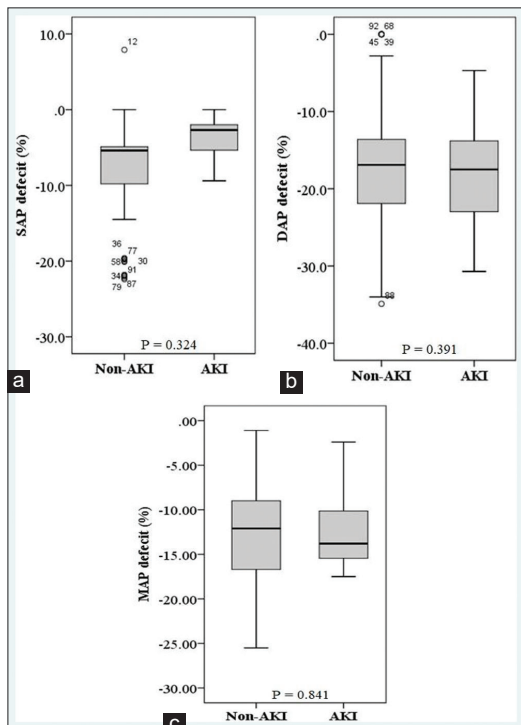 10.0
12
.0
-10.0
-20.0
-30.0
SAP defecit (%)
36
77
58
30
34
91
79
87
P = 0.324
Non-AKI AKI
a
.0
-10.0
-20.0
-30.0
-40.0
DAP defecit (%)
92 68
45 39
88
P = 0.391
Non-AKI AKI
b
.00
-5.00
-10.00
-15.00
-20.00
-25.00
-30.00
MAP defecit (%)
P = 0.841
Non-AKI AKI
c